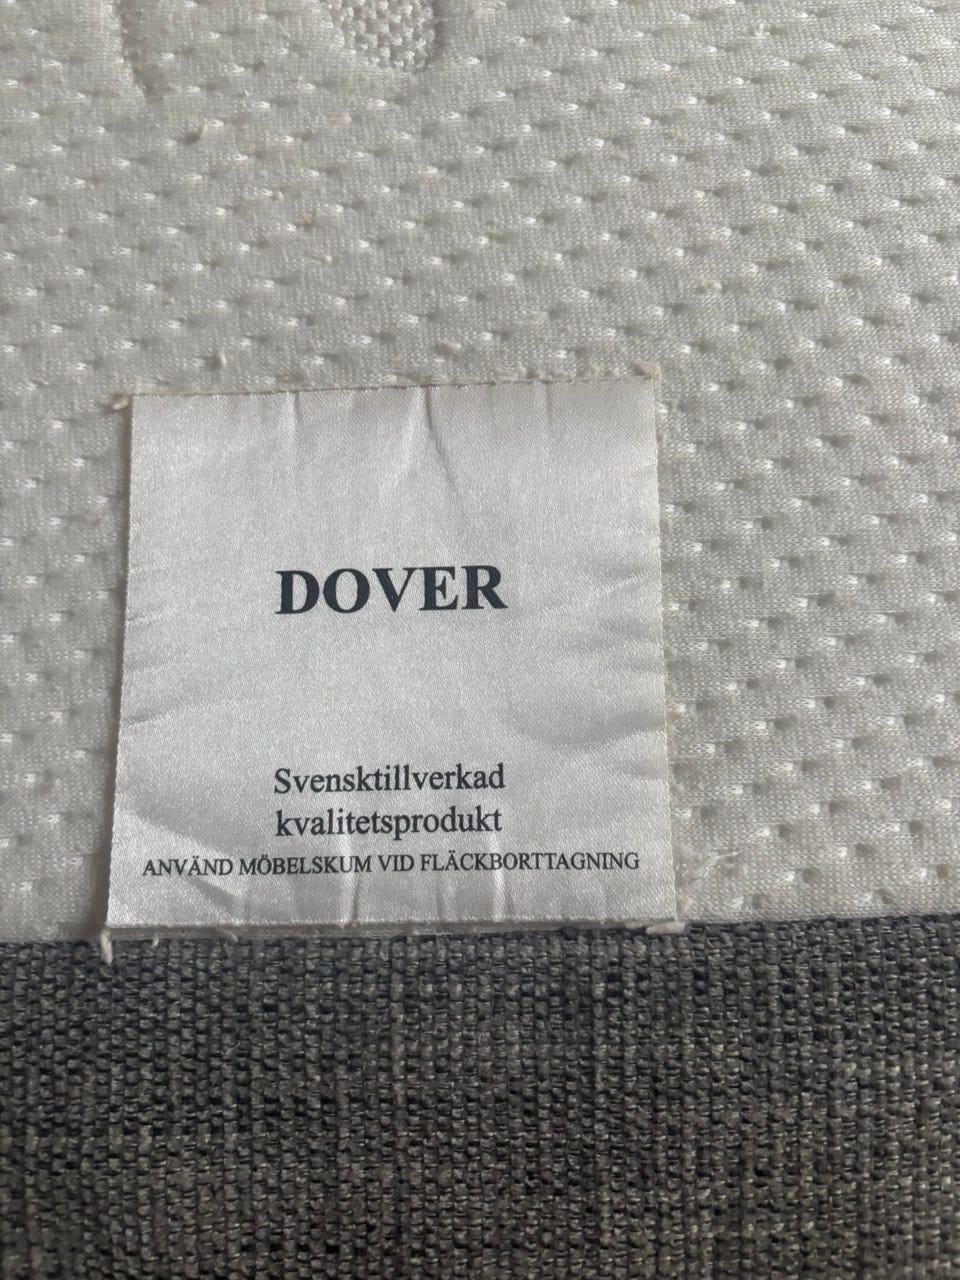 DOVER
Svensktillverkad
kvalitetsprodukt
ANVÄND MÖBELSKUM VID FLÄCKBORTTAGNING